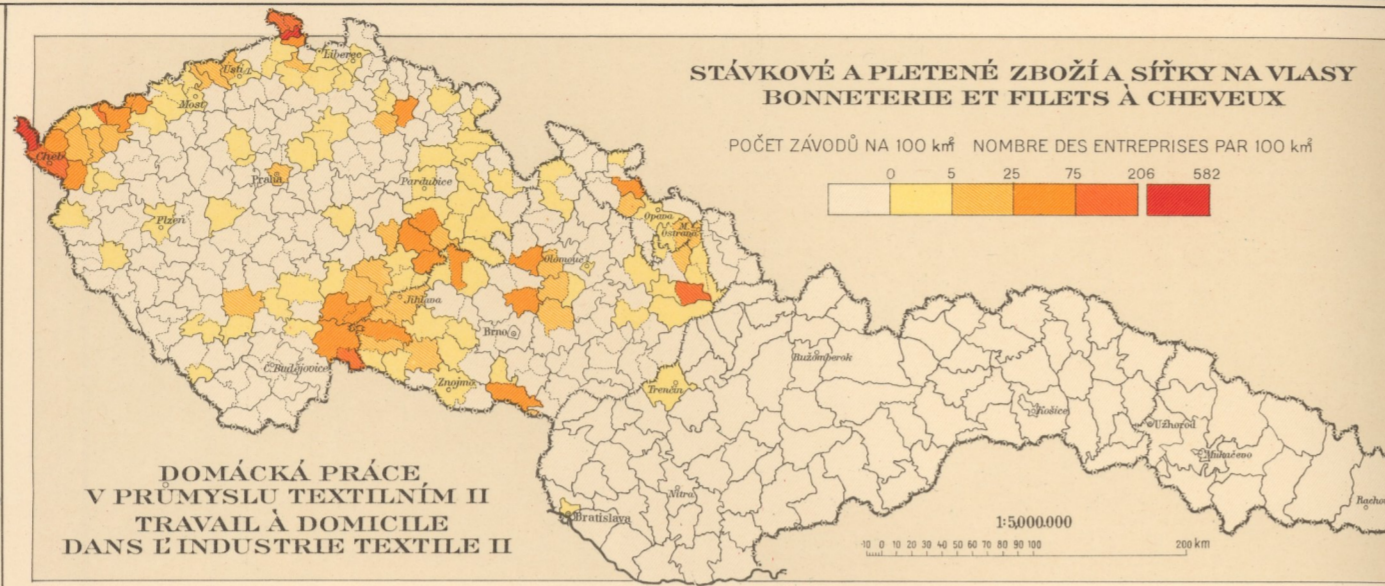 STÁVKOVÉ A PLETENÉ ZBOŽÍ A SÍŤKY NA VLASY
BONNETERIE ET FILETS À CHEVEUX
POČET ZÁVODŮ NA 100 km² NOMBRE DES ENTREPRISES PAR 100 km²
0 5 25 75 206 582
Liberec
Ústí
Most
Cheb
Praha
Pardubice
Plzeň
Opava
M. Ostrava
Olomouc
Jihlava
Brno
Č. Budějovice
Znojmo
Trenčín
Ružomberok
Košice
Užhorod
Mukačevo
Nitra
Bratislava
DOMÁCKÁ PRÁCE
V PRŮMYSLU TEXTILNÍM II
TRAVAIL À DOMICILE
DANS L'INDUSTRIE TEXTILE II
1:5,000.000
10 0 10 20 30 40 50 60 70 80 90 100 200 km